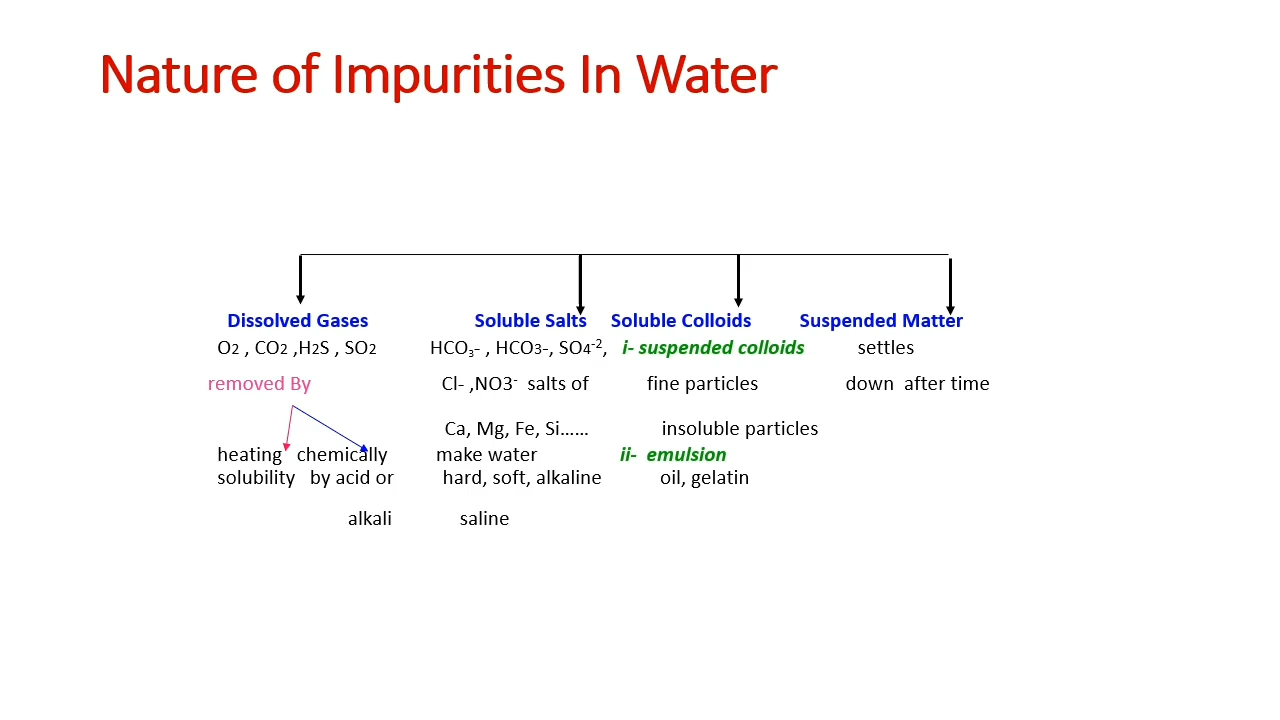 Nature of Impurities In Water
Dissolved Gases Soluble Salts Soluble Colloids Suspended Matter
O2 , CO2 ,H2S , SO2 HCO₃- , HCO3-, SO4⁻², i- suspended colloids settles
removed By Cl- ,NO3⁻ salts of fine particles down after time
Ca, Mg, Fe, Si...... insoluble particles
heating chemically make water ii- emulsion
solubility by acid or hard, soft, alkaline oil, gelatin
alkali saline